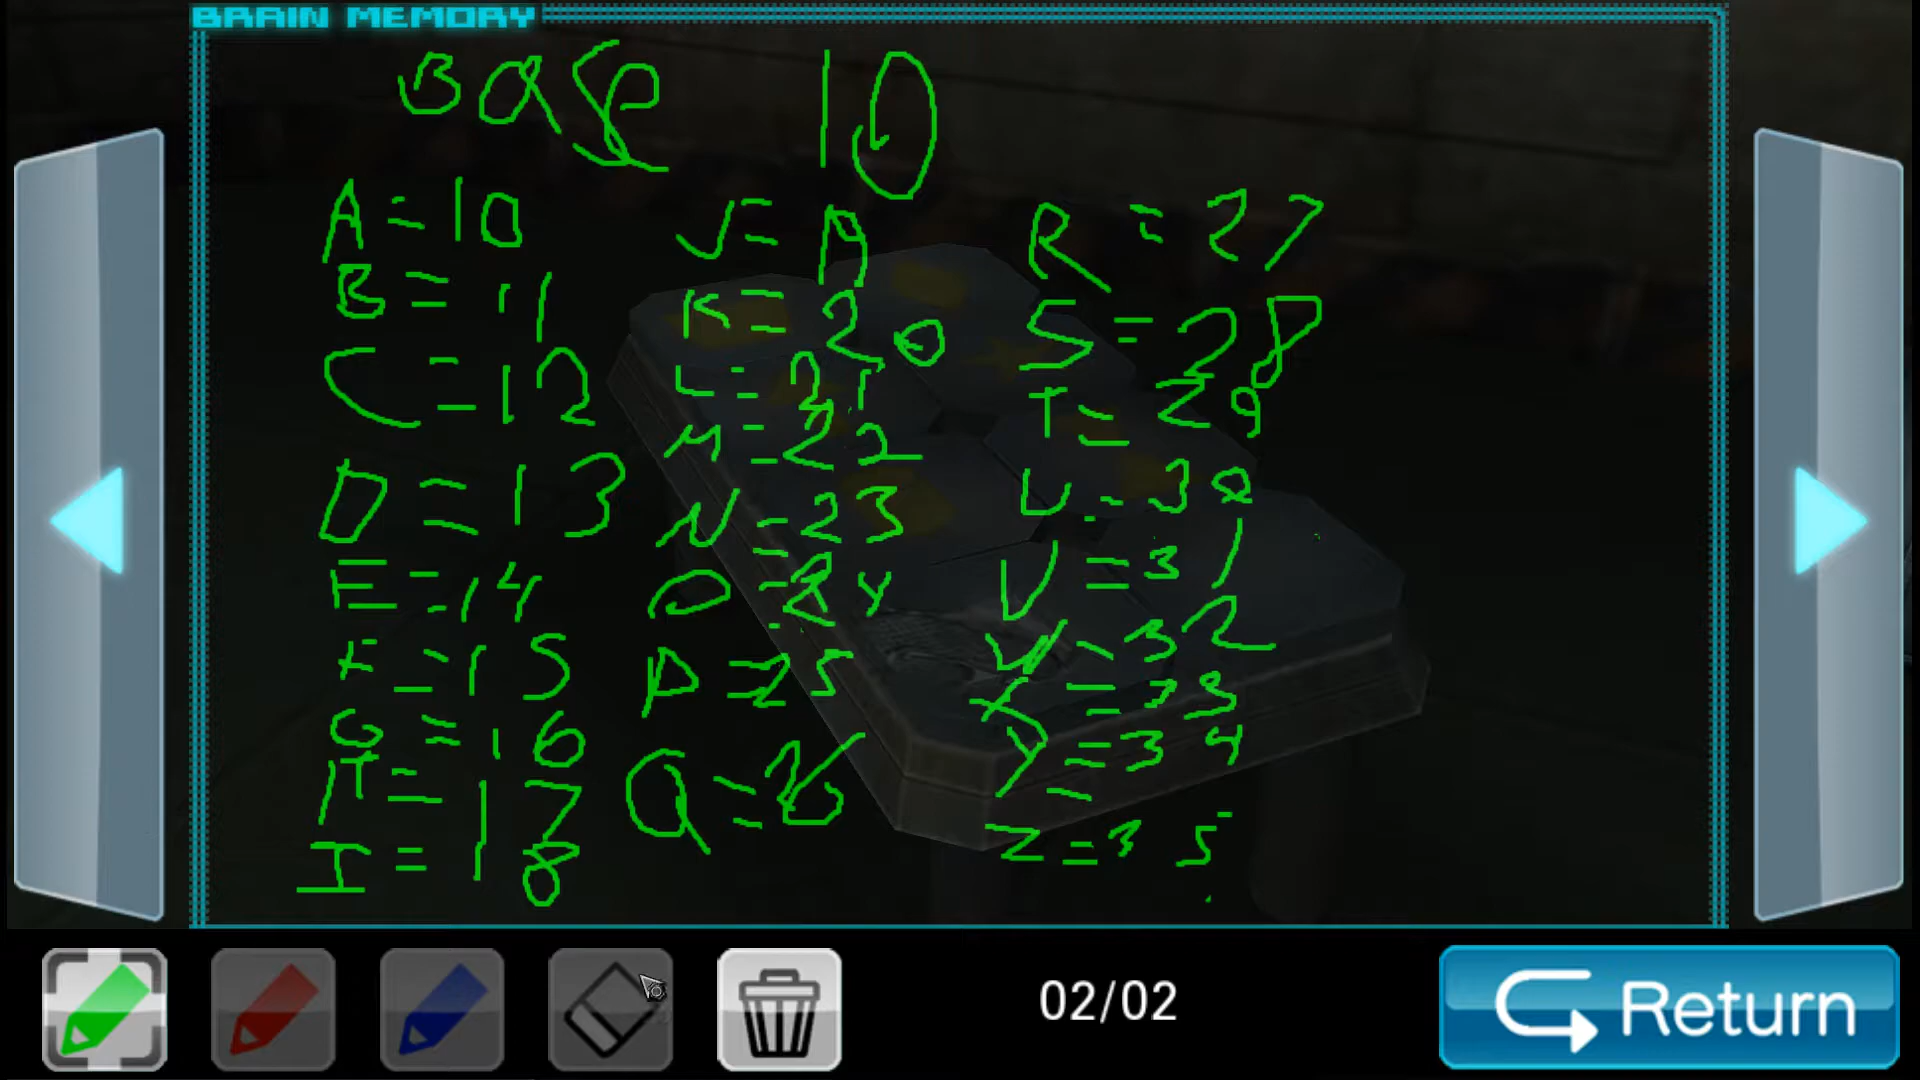 BRAIN MEMORY
Base 10
A=10
B=11
C=12
D=13
E=14
F=15
G=16
H=17
I=18
K=20
L=21
M=22
N=23
O=24
P=25
Q=26
R=27
S=28
T=29
U=30
V=31
W=32
X=33
Y=34
Z=35
02/02
Return